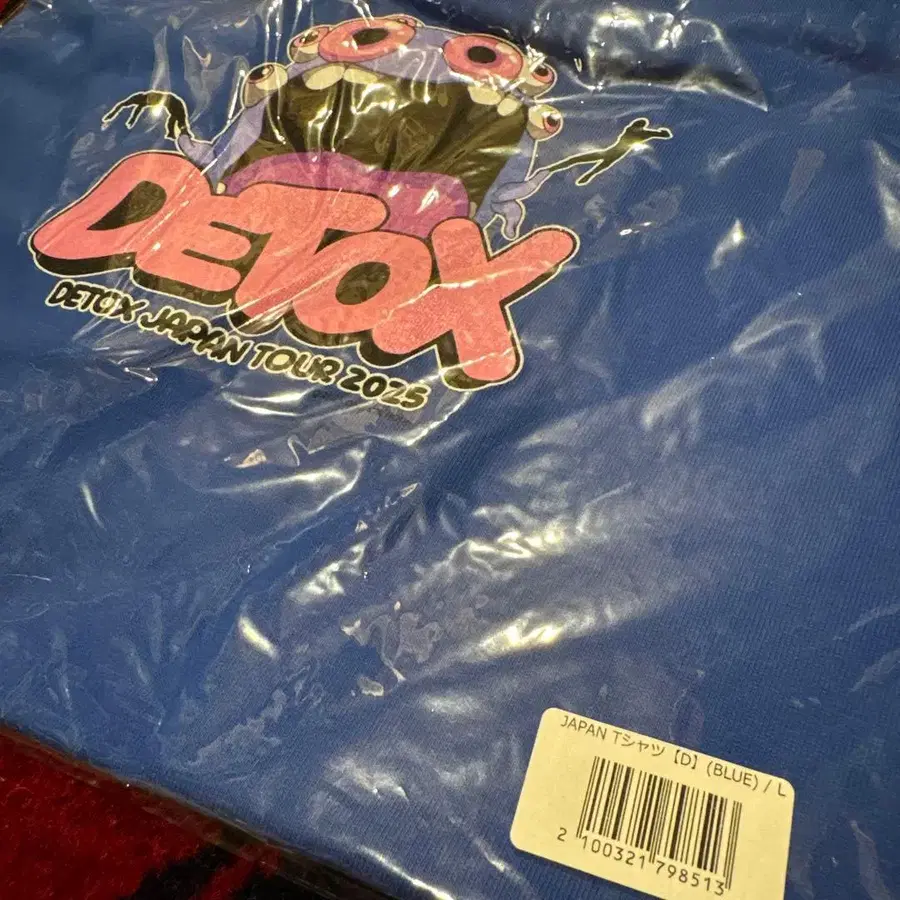 DETOX
DETOX JAPAN TOUR 2025
JAPAN Tシャツ【D】(BLUE) / L
2 100321 798513